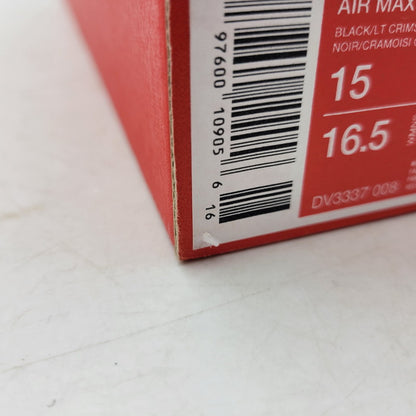 AIR MAX
BLACK/LT CRIMS
NOIR/CRAMOISI
15
16.5
DV3337 008
97600 10905 6
16